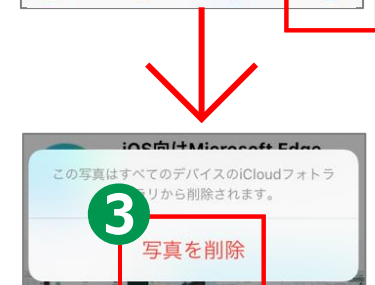 iOS向けMicrosoft Edge
この写真はすべてのデバイスのiCloudフォトラ
リから削除されます。
3
写真を削除